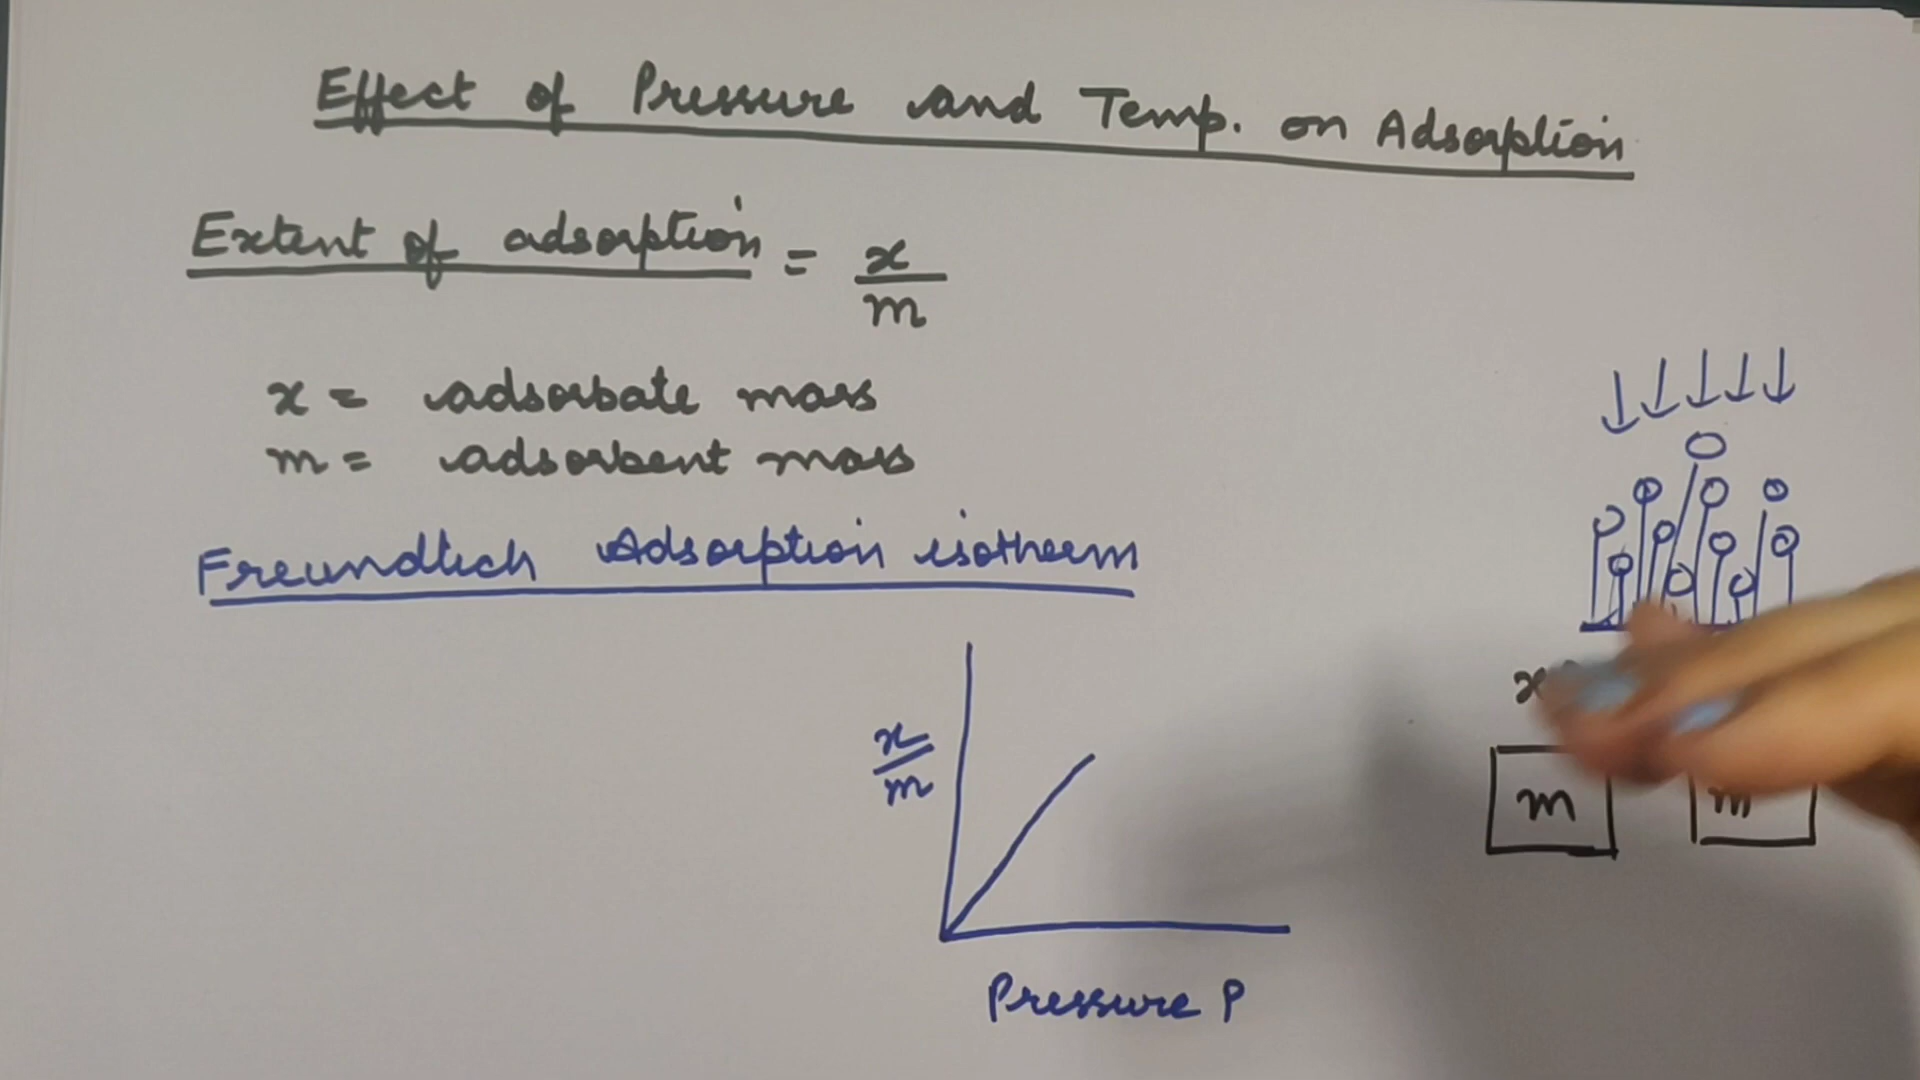 Effect of Pressure and Temp. on Adsorption
Extent of adsorption = x/m
x = adsorbate mass
m = adsorbent mass
Freundlich Adsorption isotherm
x/m
Pressure P
x
m
m